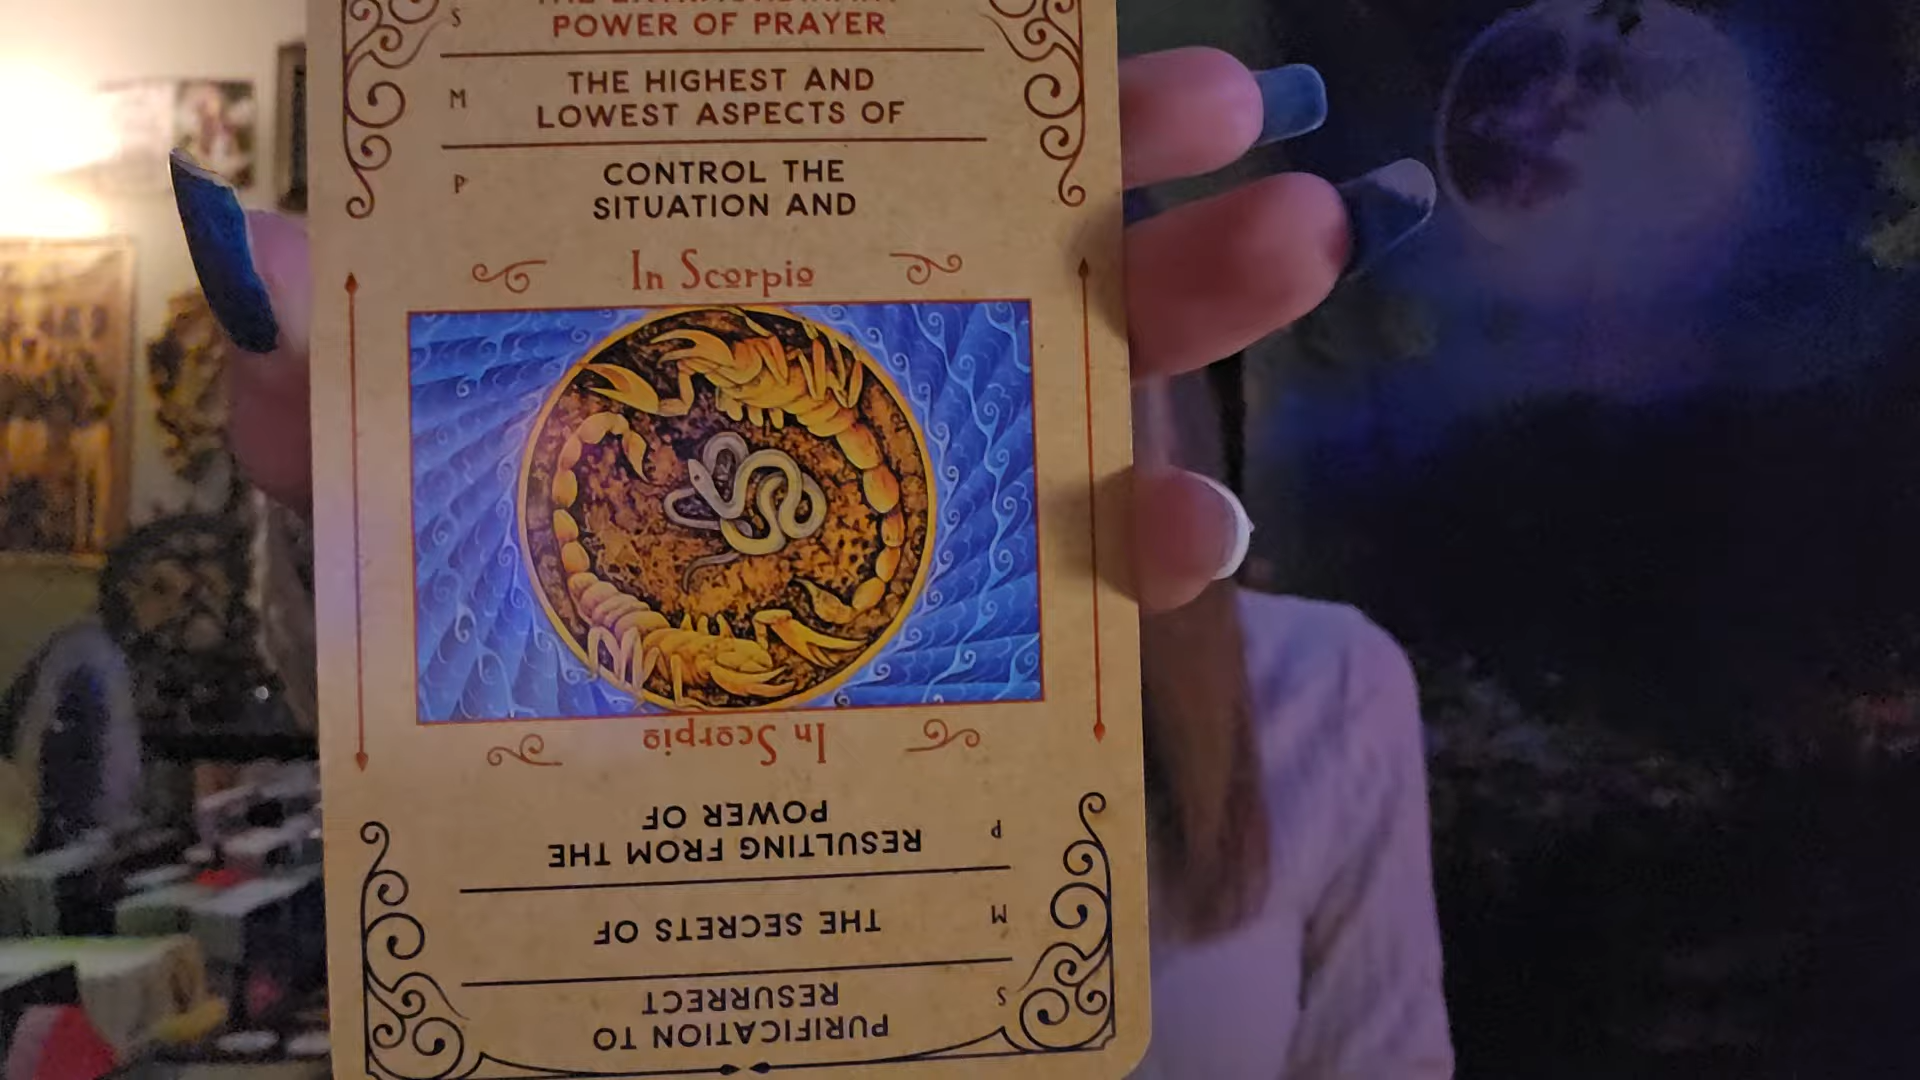 S
POWER OF PRAYER
M
THE HIGHEST AND
LOWEST ASPECTS OF
P
CONTROL THE
SITUATION AND
In Scorpio
In Scorpio
POWER OF
RESULTING FROM THE
P
THE SECRETS OF
M
RESURRECT
S
PURIFICATION TO